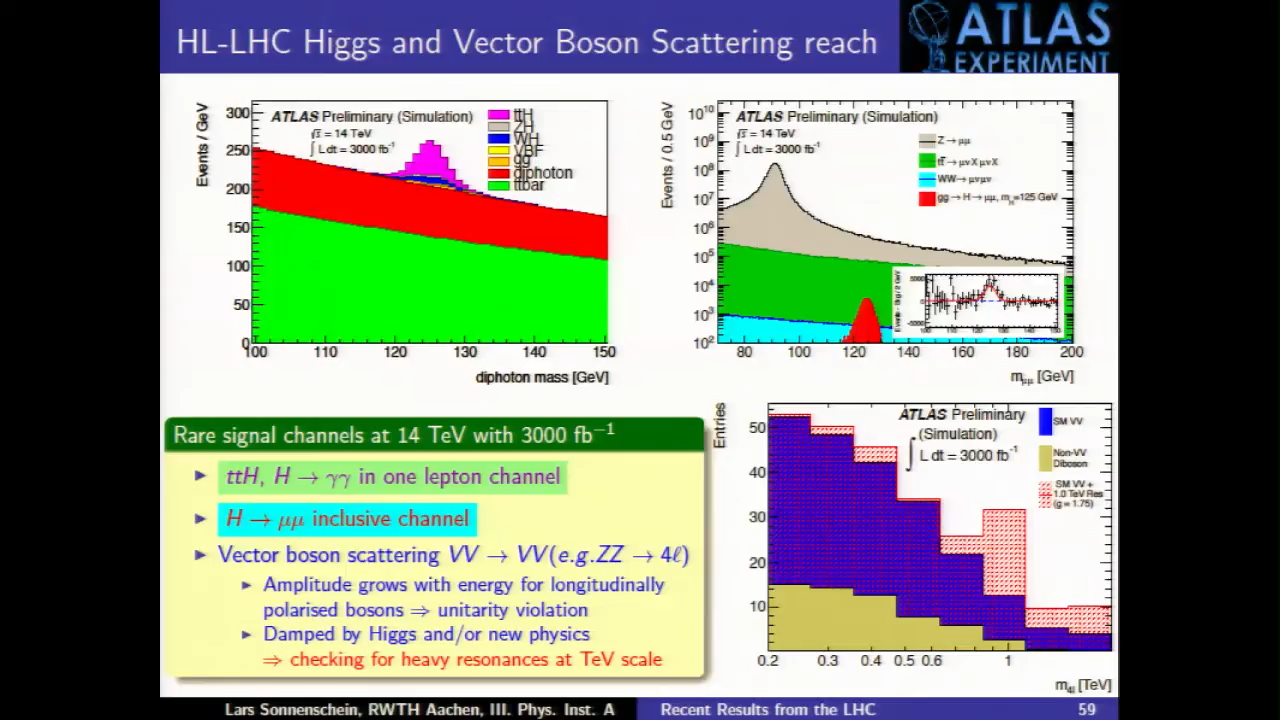 HL-LHC Higgs and Vector Boson Scattering reach
ATLAS
EXPERIMENT
Events / GeV
300
250
200
150
100
50
0
ATLAS Preliminary (Simulation)
√s = 14 TeV
∫ L dt = 3000 fb⁻¹
ttH
ZH
WH
VBF
gg
diphoton
ttbar
100 110 120 130 140 150
diphoton mass [GeV]
Events / 0.5 GeV
10¹⁰
10⁹
10⁸
10⁷
10⁶
10⁵
10⁴
10³
10²
ATLAS Preliminary (Simulation)
√s = 14 TeV
∫ L dt = 3000 fb⁻¹
Z → μμ
tt̄ → μνX μνX
WW → μνμν
gg → H → μμ, m_H=125 GeV
80 100 120 140 160 180 200
m_μμ [GeV]
Rare signal channels at 14 TeV with 3000 fb⁻¹
► ttH, H → γγ in one lepton channel
► H → μμ inclusive channel
► Vector boson scattering VV → VV(e.g.ZZ → 4ℓ)
► Amplitude grows with energy for longitudinally
polarised bosons ⇒ unitarity violation
► Damped by Higgs and/or new physics
⇒ checking for heavy resonances at TeV scale
Entries
50
40
30
20
10
ATLAS Preliminary
(Simulation)
∫ L dt = 3000 fb⁻¹
SM VV
Non-VV
Diboson
SM VV +
1.0 TeV Res
(g = 1.75)
0.2 0.3 0.4 0.5 0.6 1
m_4l [TeV]
Lars Sonnenschein, RWTH Aachen, III. Phys. Inst. A
Recent Results from the LHC
59